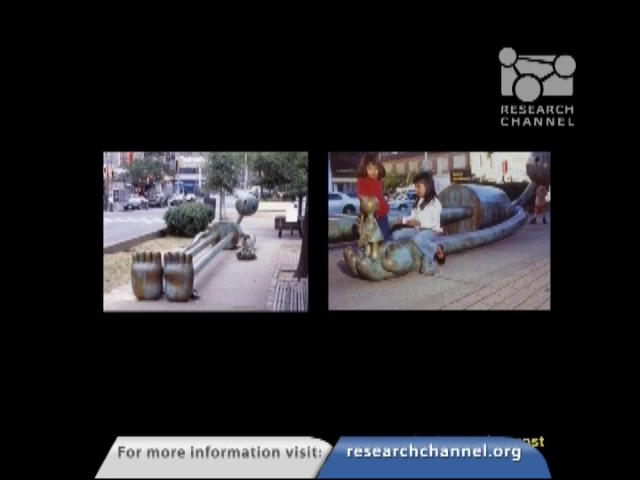 RESEARCH
CHANNEL
For more information visit:
researchchannel.org